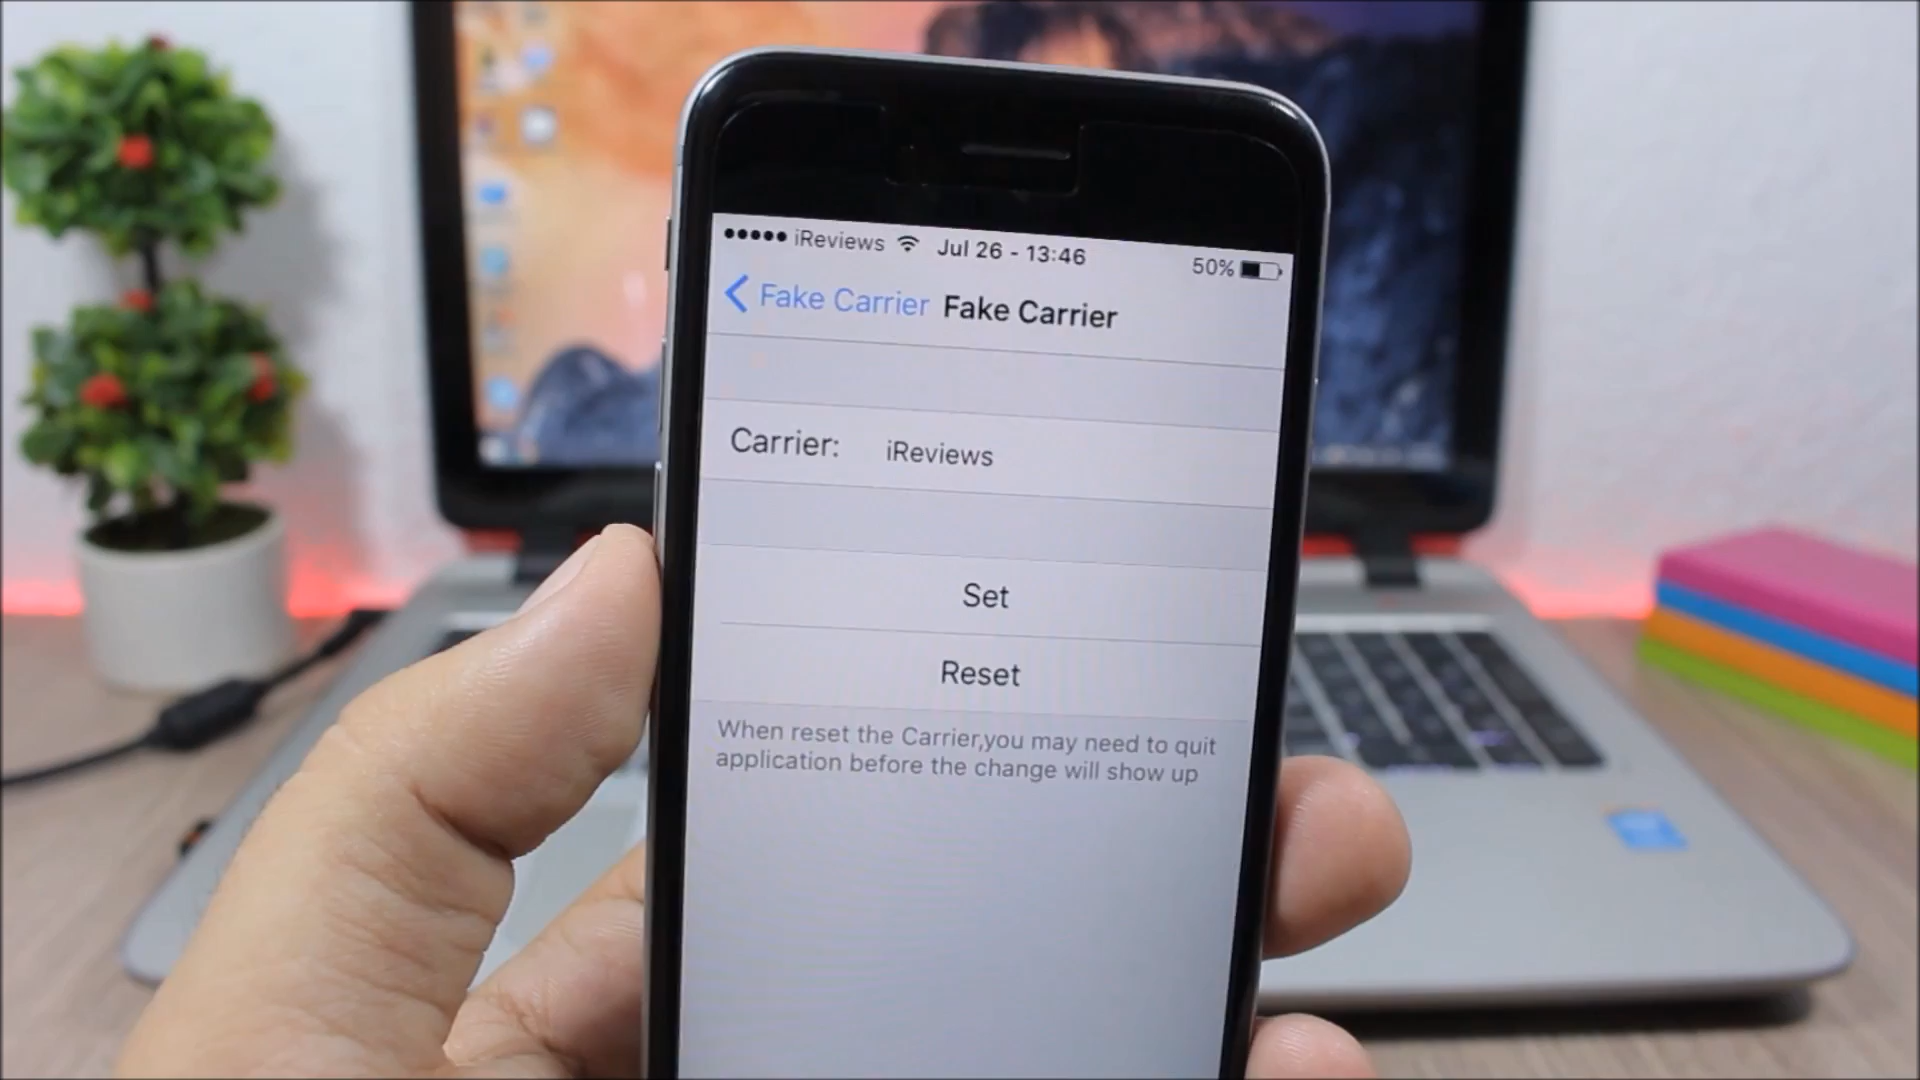 iReviews Jul 26 - 13:46 50%
Fake Carrier Fake Carrier
Carrier: iReviews
Set
Reset
When reset the Carrier,you may need to quit
application before the change will show up